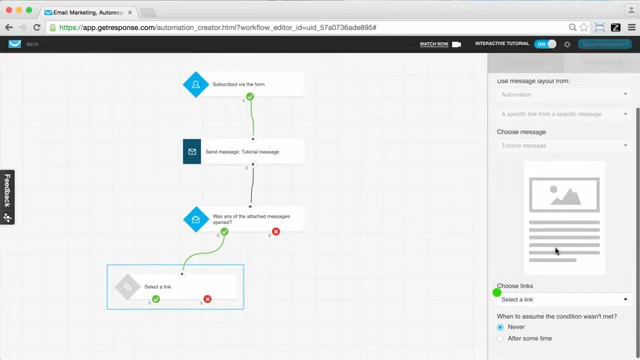 Email Marketing, Autorespo
https://app.getresponse.com/automation_creator.html?workflow_editor_id=uid_57a0736ade895#
BETA
WATCH NOW
INTERACTIVE TUTORIAL
ON
Use message layout from:
Automation
A specific link from a specific message
Choose message
Tutorial message
Choose links
Select a link
When to assume the condition wasn't met?
Never
After some time
Subscribed via the form
Send message: Tutorial message
Was any of the attached messages
opened?
Select a link
Feedback